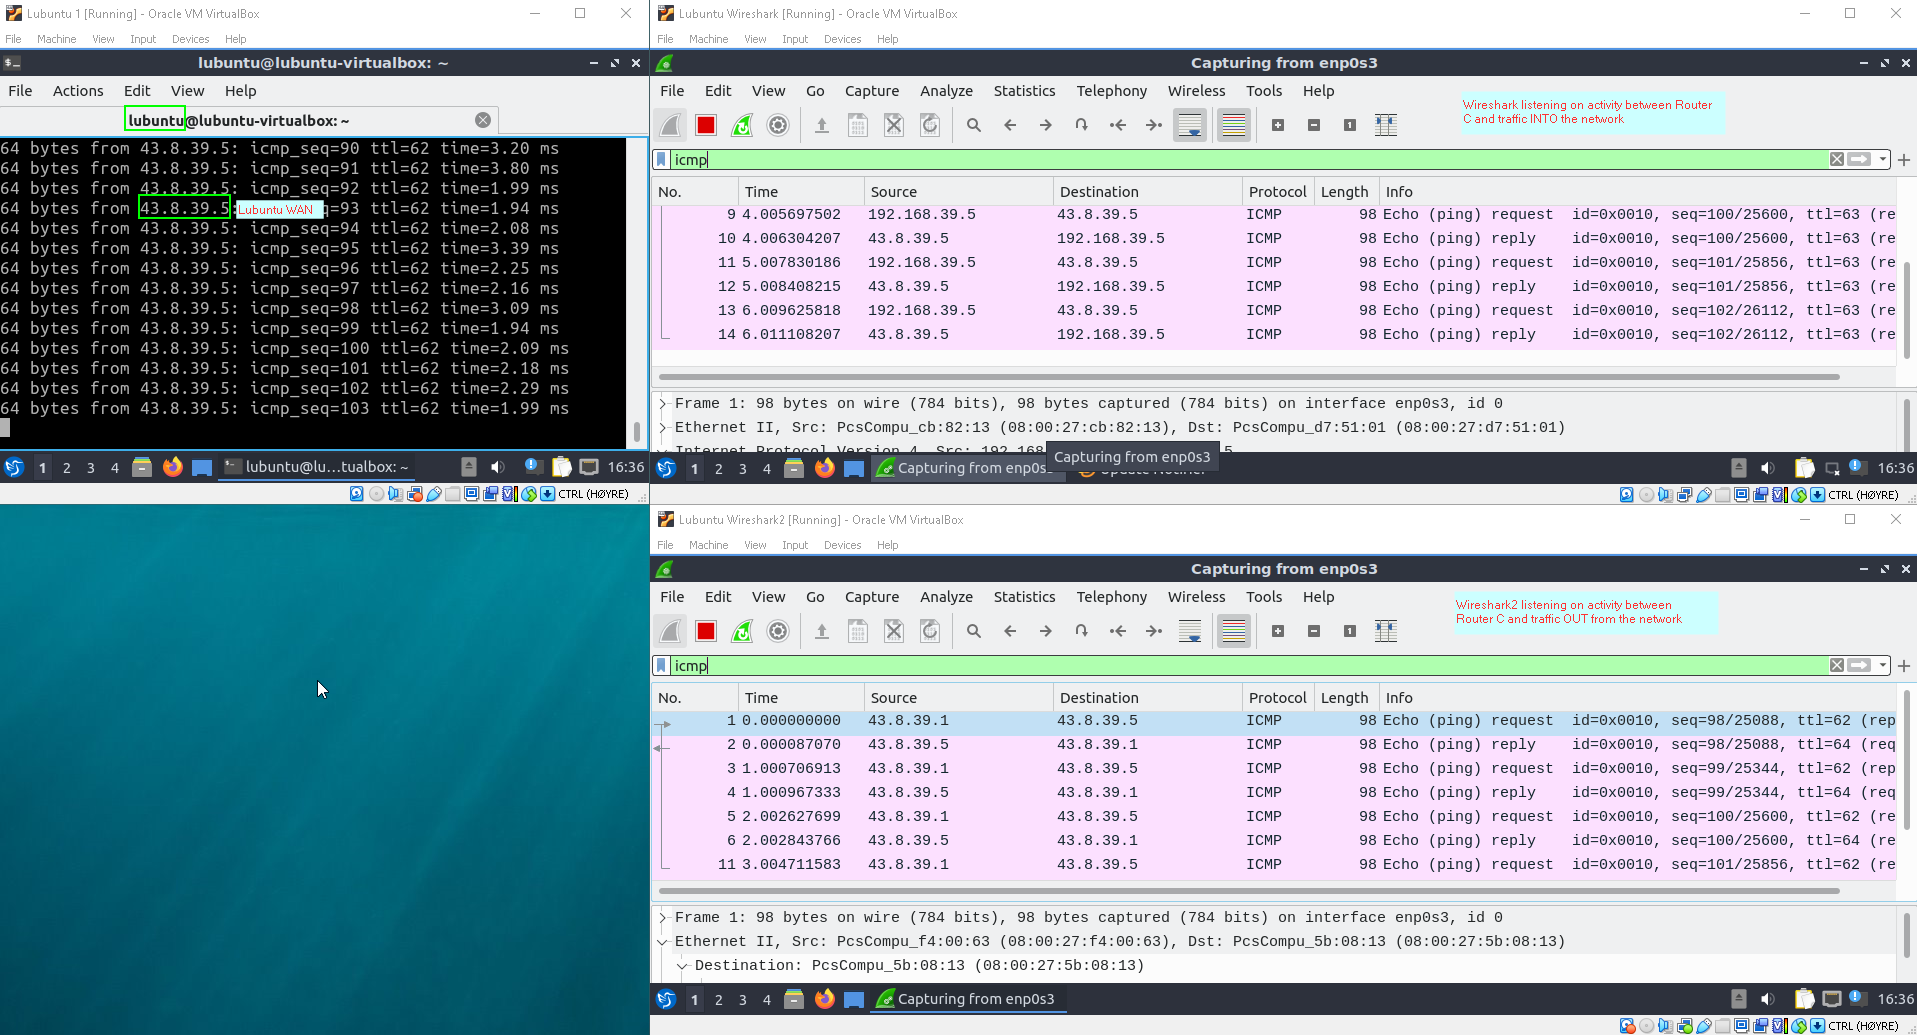 Lubuntu 1 [Running] - Oracle VM VirtualBox
File Machine View Input Devices Help
lubuntu@lubuntu-virtualbox: ~
File Actions Edit View Help
lubuntu@lubuntu-virtualbox: ~
64 bytes from 43.8.39.5: icmp_seq=90 ttl=62 time=3.20 ms
64 bytes from 43.8.39.5: icmp_seq=91 ttl=62 time=3.80 ms
64 bytes from 43.8.39.5: icmp_seq=92 ttl=62 time=1.99 ms
64 bytes from 43.8.39.5: Lubuntu WAN =93 ttl=62 time=1.94 ms
64 bytes from 43.8.39.5: icmp_seq=94 ttl=62 time=2.08 ms
64 bytes from 43.8.39.5: icmp_seq=95 ttl=62 time=3.39 ms
64 bytes from 43.8.39.5: icmp_seq=96 ttl=62 time=2.25 ms
64 bytes from 43.8.39.5: icmp_seq=97 ttl=62 time=2.16 ms
64 bytes from 43.8.39.5: icmp_seq=98 ttl=62 time=3.09 ms
64 bytes from 43.8.39.5: icmp_seq=99 ttl=62 time=1.94 ms
64 bytes from 43.8.39.5: icmp_seq=100 ttl=62 time=2.09 ms
64 bytes from 43.8.39.5: icmp_seq=101 ttl=62 time=2.18 ms
64 bytes from 43.8.39.5: icmp_seq=102 ttl=62 time=2.29 ms
64 bytes from 43.8.39.5: icmp_seq=103 ttl=62 time=1.99 ms
1 2 3 4 lubuntu@lu...tualbox: ~ 16:36
CTRL (HØYRE)
Lubuntu Wireshark [Running] - Oracle VM VirtualBox
File Machine View Input Devices Help
Capturing from enp0s3
File Edit View Go Capture Analyze Statistics Telephony Wireless Tools Help
Wireshark listening on activity between Router
C and traffic INTO the network
icmp
No. Time Source Destination Protocol Length Info
9 4.005697502 192.168.39.5 43.8.39.5 ICMP 98 Echo (ping) request id=0x0010, seq=100/25600, ttl=63 (re
10 4.006304207 43.8.39.5 192.168.39.5 ICMP 98 Echo (ping) reply id=0x0010, seq=100/25600, ttl=63 (re
11 5.007830186 192.168.39.5 43.8.39.5 ICMP 98 Echo (ping) request id=0x0010, seq=101/25856, ttl=63 (re
12 5.008408215 43.8.39.5 192.168.39.5 ICMP 98 Echo (ping) reply id=0x0010, seq=101/25856, ttl=63 (re
13 6.009625818 192.168.39.5 43.8.39.5 ICMP 98 Echo (ping) request id=0x0010, seq=102/26112, ttl=63 (re
14 6.011108207 43.8.39.5 192.168.39.5 ICMP 98 Echo (ping) reply id=0x0010, seq=102/26112, ttl=63 (re
Frame 1: 98 bytes on wire (784 bits), 98 bytes captured (784 bits) on interface enp0s3, id 0
Ethernet II, Src: PcsCompu_cb:82:13 (08:00:27:cb:82:13), Dst: PcsCompu_d7:51:01 (08:00:27:d7:51:01)
Internet Protocol Version 4, Src: 192.168 5
Capturing from enp0s3
1 2 3 4 Capturing from enp0s3 Update Notifier 16:36
CTRL (HØYRE)
Lubuntu Wireshark2 [Running] - Oracle VM VirtualBox
File Machine View Input Devices Help
Capturing from enp0s3
File Edit View Go Capture Analyze Statistics Telephony Wireless Tools Help
Wireshark2 listening on activity between
Router C and traffic OUT from the network
icmp
No. Time Source Destination Protocol Length Info
1 0.000000000 43.8.39.1 43.8.39.5 ICMP 98 Echo (ping) request id=0x0010, seq=98/25088, ttl=62 (rep
2 0.000087070 43.8.39.5 43.8.39.1 ICMP 98 Echo (ping) reply id=0x0010, seq=98/25088, ttl=64 (req
3 1.000706913 43.8.39.1 43.8.39.5 ICMP 98 Echo (ping) request id=0x0010, seq=99/25344, ttl=62 (rep
4 1.000967333 43.8.39.5 43.8.39.1 ICMP 98 Echo (ping) reply id=0x0010, seq=99/25344, ttl=64 (req
5 2.002627699 43.8.39.1 43.8.39.5 ICMP 98 Echo (ping) request id=0x0010, seq=100/25600, ttl=62 (re
6 2.002843766 43.8.39.5 43.8.39.1 ICMP 98 Echo (ping) reply id=0x0010, seq=100/25600, ttl=64 (re
11 3.004711583 43.8.39.1 43.8.39.5 ICMP 98 Echo (ping) request id=0x0010, seq=101/25856, ttl=62 (re
Frame 1: 98 bytes on wire (784 bits), 98 bytes captured (784 bits) on interface enp0s3, id 0
Ethernet II, Src: PcsCompu_f4:00:63 (08:00:27:f4:00:63), Dst: PcsCompu_5b:08:13 (08:00:27:5b:08:13)
Destination: PcsCompu_5b:08:13 (08:00:27:5b:08:13)
1 2 3 4 Capturing from enp0s3 16:36
CTRL (HØYRE)